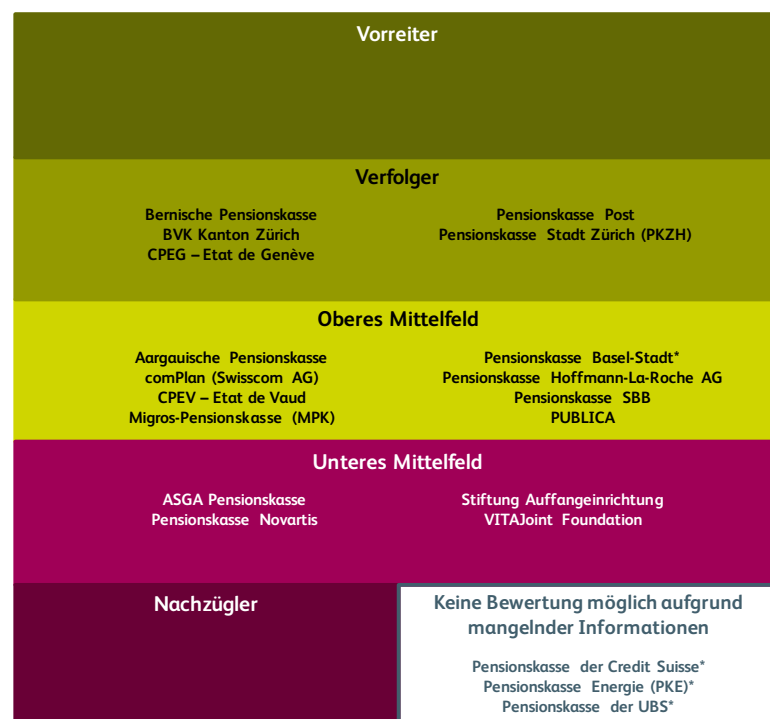 Vorreiter
Verfolger
Bernische Pensionskasse
BVK Kanton Zürich
CPEG – Etat de Genève
Pensionskasse Post
Pensionskasse Stadt Zürich (PKZH)
Oberes Mittelfeld
Aargauische Pensionskasse
comPlan (Swisscom AG)
CPEV – Etat de Vaud
Migros-Pensionskasse (MPK)
Pensionskasse Basel-Stadt*
Pensionskasse Hoffmann-La-Roche AG
Pensionskasse SBB
PUBLICA
Unteres Mittelfeld
ASGA Pensionskasse
Pensionskasse Novartis
Stiftung Auffangeinrichtung
VITAJoint Foundation
Nachzügler
Keine Bewertung möglich aufgrund
mangelnder Informationen
Pensionskasse der Credit Suisse*
Pensionskasse Energie (PKE)*
Pensionskasse der UBS*